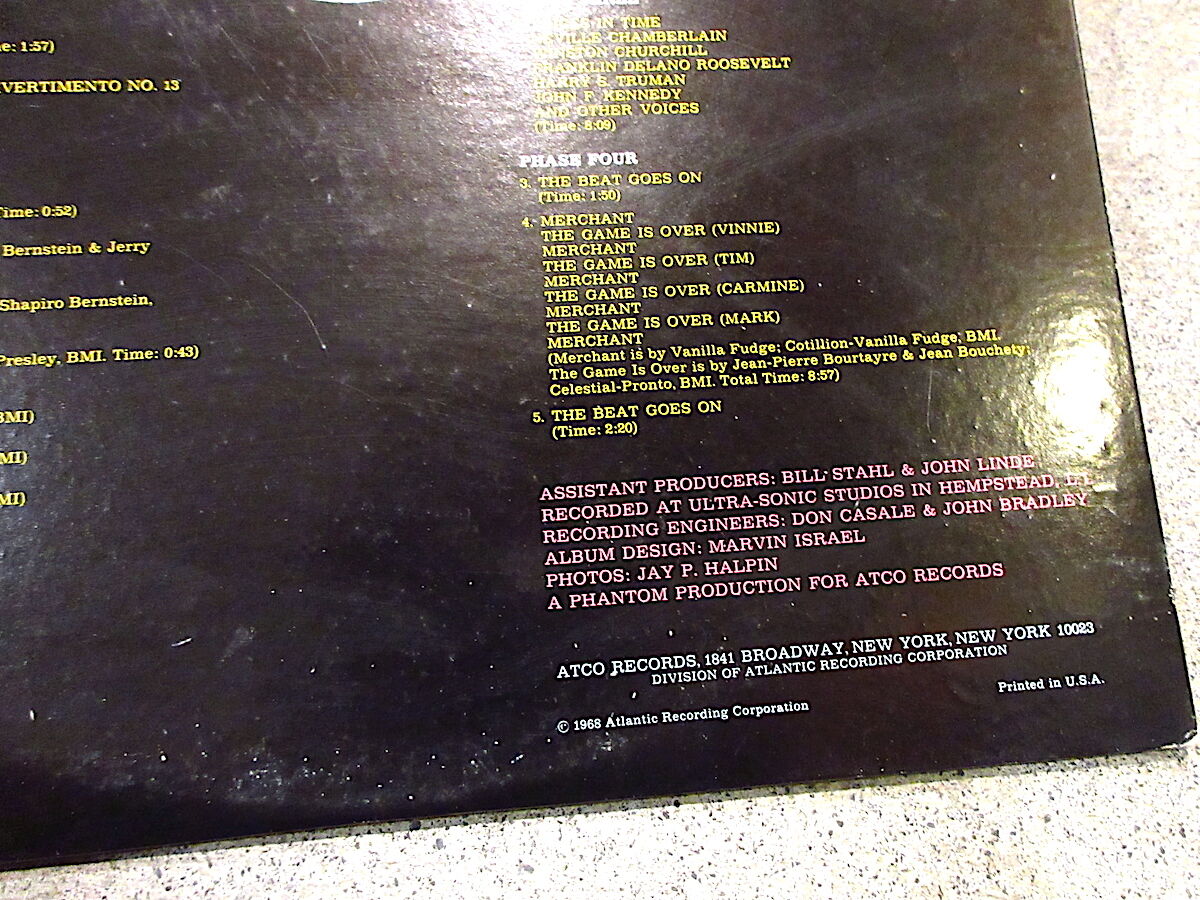 e: 1:57)
VERTIMENTO NO. 13
Time: 0:52)
Bernstein & Jerry
Shapiro Bernstein,
Presley, BMI. Time: 0:43)
BMI)
MI)
MI)
IN TIME
VILLE CHAMBERLAIN
WINSTON CHURCHILL
FRANKLIN DELANO ROOSEVELT
HARRY S. TRUMAN
JOHN F. KENNEDY
AND OTHER VOICES
(Time: 8:09)
PHASE FOUR
3. THE BEAT GOES ON
(Time: 1:50)
4. MERCHANT
THE GAME IS OVER (VINNIE)
MERCHANT
THE GAME IS OVER (TIM)
MERCHANT
THE GAME IS OVER (CARMINE)
MERCHANT
THE GAME IS OVER (MARK)
MERCHANT
(Merchant is by Vanilla Fudge; Cotillion-Vanilla Fudge, BMI.
The Game Is Over is by Jean-Pierre Bourtayre & Jean Bouchety;
Celestial-Pronto, BMI. Total Time: 8:57)
5. THE BEAT GOES ON
(Time: 2:20)
ASSISTANT PRODUCERS: BILL STAHL & JOHN LINDE
RECORDED AT ULTRA-SONIC STUDIOS IN HEMPSTEAD, L.I.
RECORDING ENGINEERS: DON CASALE & JOHN BRADLEY
ALBUM DESIGN: MARVIN ISRAEL
PHOTOS: JAY P. HALPIN
A PHANTOM PRODUCTION FOR ATCO RECORDS
ATCO RECORDS, 1841 BROADWAY, NEW YORK, NEW YORK 10023
DIVISION OF ATLANTIC RECORDING CORPORATION
Printed in U.S.A.
© 1968 Atlantic Recording Corporation